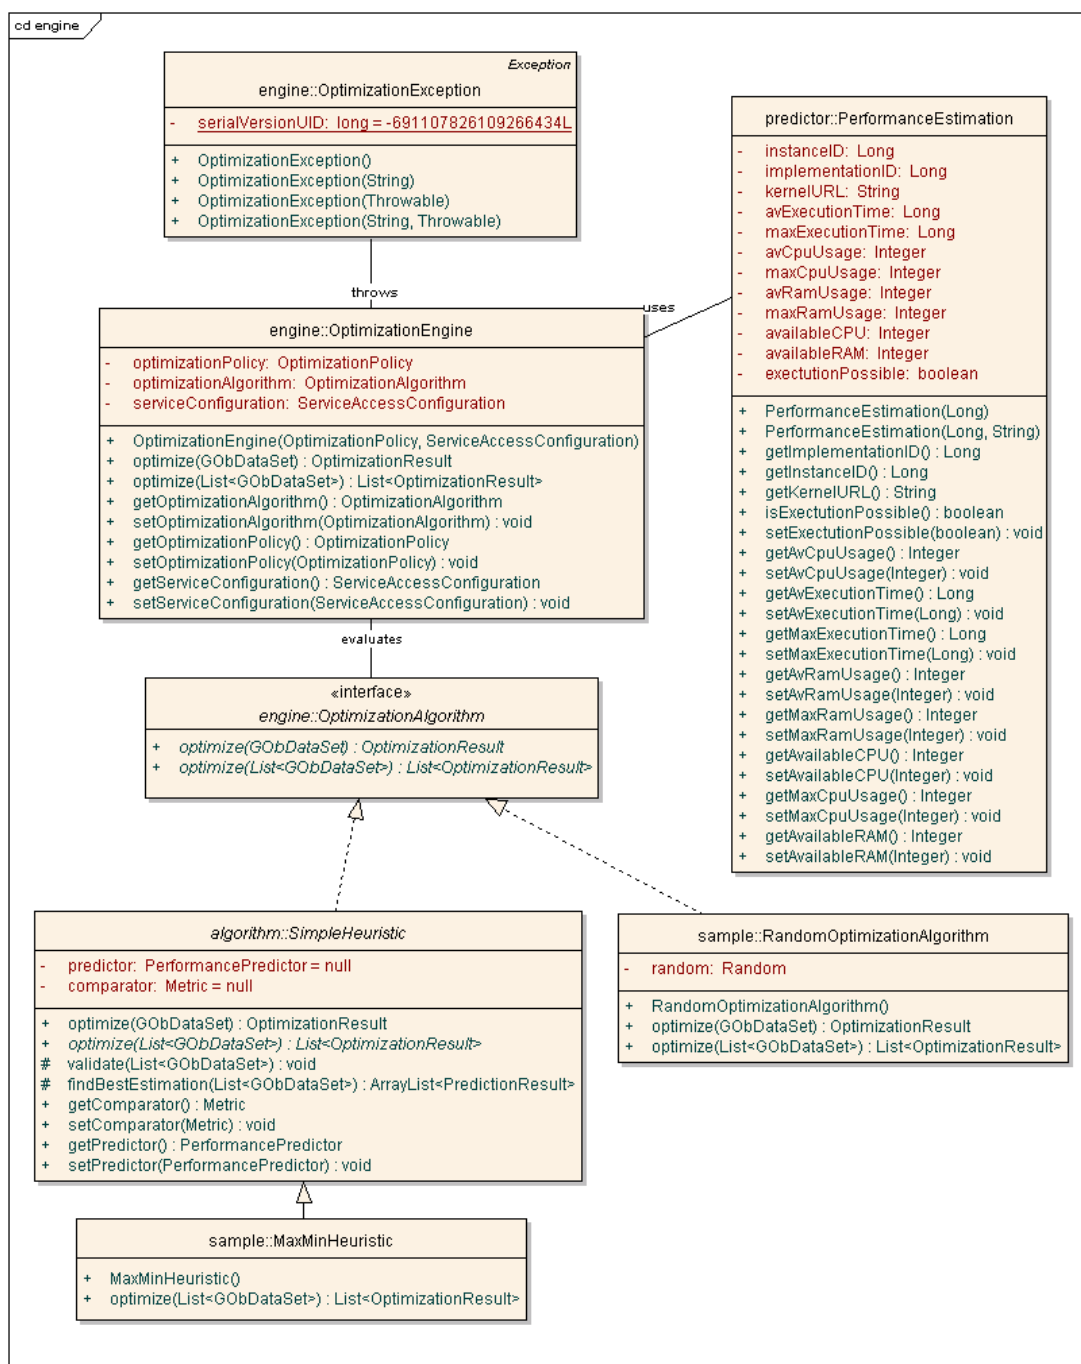 cd engine
Exception
engine::OptimizationException
- serialVersionUID: long = -691107826109266434L
+ OptimizationException()
+ OptimizationException(String)
+ OptimizationException(Throwable)
+ OptimizationException(String, Throwable)
predictor::PerformanceEstimation
- instanceID: Long
- implementationID: Long
- kernelURL: String
- avExecutionTime: Long
- maxExecutionTime: Long
- avCpuUsage: Integer
- maxCpuUsage: Integer
- avRamUsage: Integer
- maxRamUsage: Integer
- availableCPU: Integer
- availableRAM: Integer
- exectutionPossible: boolean
+ PerformanceEstimation(Long)
+ PerformanceEstimation(Long, String)
+ getImplementationID() : Long
+ getInstanceID() : Long
+ getKernelURL() : String
+ isExectutionPossible() : boolean
+ setExectutionPossible(boolean) : void
+ getAvCpuUsage() : Integer
+ setAvCpuUsage(Integer) : void
+ getAvExecutionTime() : Long
+ setAvExecutionTime(Long) : void
+ getMaxExecutionTime() : Long
+ setMaxExecutionTime(Long) : void
+ getAvRamUsage() : Integer
+ setAvRamUsage(Integer) : void
+ getMaxRamUsage() : Integer
+ setMaxRamUsage(Integer) : void
+ getAvailableCPU() : Integer
+ setAvailableCPU(Integer) : void
+ getMaxCpuUsage() : Integer
+ setMaxCpuUsage(Integer) : void
+ getAvailableRAM() : Integer
+ setAvailableRAM(Integer) : void
throws
uses
engine::OptimizationEngine
- optimizationPolicy: OptimizationPolicy
- optimizationAlgorithm: OptimizationAlgorithm
- serviceConfiguration: ServiceAccessConfiguration
+ OptimizationEngine(OptimizationPolicy, ServiceAccessConfiguration)
+ optimize(GObDataSet) : OptimizationResult
+ optimize(List<GObDataSet>) : List<OptimizationResult>
+ getOptimizationAlgorithm() : OptimizationAlgorithm
+ setOptimizationAlgorithm(OptimizationAlgorithm) : void
+ getOptimizationPolicy() : OptimizationPolicy
+ setOptimizationPolicy(OptimizationPolicy) : void
+ getServiceConfiguration() : ServiceAccessConfiguration
+ setServiceConfiguration(ServiceAccessConfiguration) : void
evaluates
«interface»
engine::OptimizationAlgorithm
+ optimize(GObDataSet) : OptimizationResult
+ optimize(List<GObDataSet>) : List<OptimizationResult>
algorithm::SimpleHeuristic
- predictor: PerformancePredictor = null
- comparator: Metric = null
+ optimize(GObDataSet) : OptimizationResult
+ optimize(List<GObDataSet>) : List<OptimizationResult>
# validate(List<GObDataSet>) : void
# findBestEstimation(List<GObDataSet>) : ArrayList<PredictionResult>
+ getComparator() : Metric
+ setComparator(Metric) : void
+ getPredictor() : PerformancePredictor
+ setPredictor(PerformancePredictor) : void
sample::RandomOptimizationAlgorithm
- random: Random
+ RandomOptimizationAlgorithm()
+ optimize(GObDataSet) : OptimizationResult
+ optimize(List<GObDataSet>) : List<OptimizationResult>
sample::MaxMinHeuristic
+ MaxMinHeuristic()
+ optimize(List<GObDataSet>) : List<OptimizationResult>